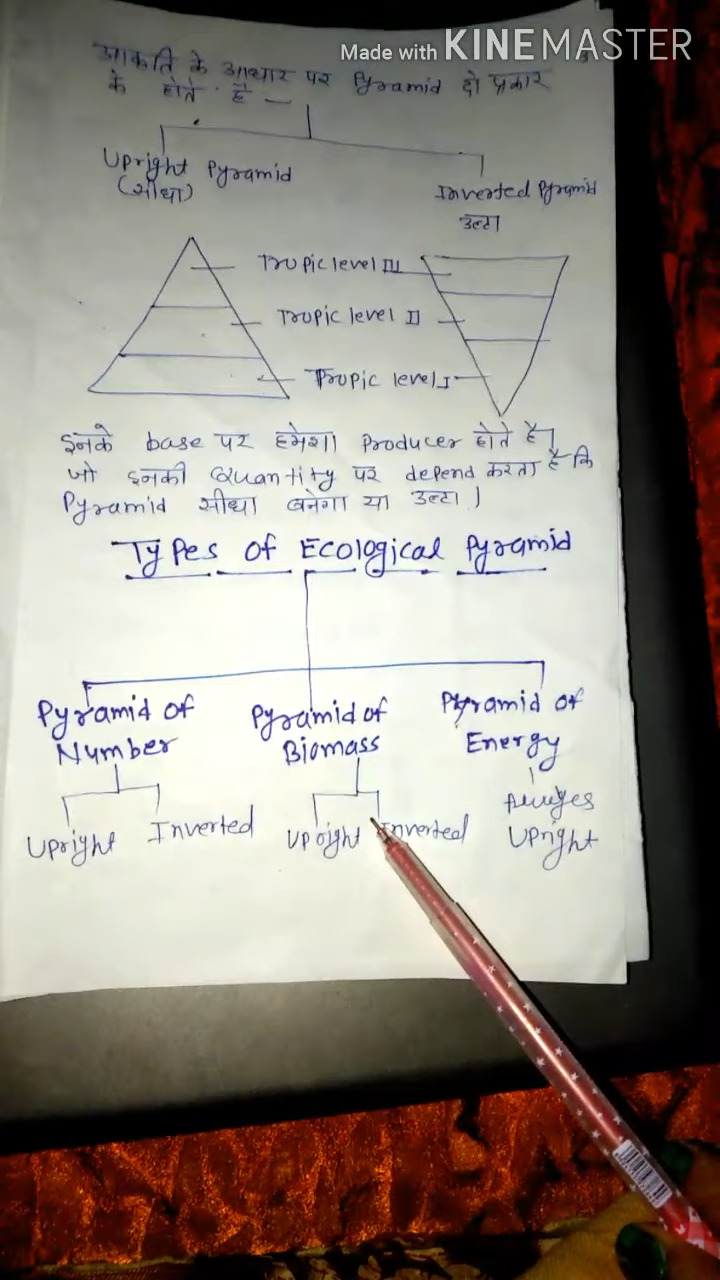 Made with KINEMASTER
आकृति के आधार पर Pyramid दो प्रकार
के होते है —
Upright Pyramid
(सीधा)
Inverted Pyramid
उल्टा
Tropic level III
Tropic level II
Tropic level I
इनके base पर हमेशा Producer होते है।
जो इनकी Quantity पर depend करता है कि
Pyramid सीधा बनेगा या उल्टा।
Types of Ecological Pyramid
Pyramid of
Number
Pyramid of
Biomass
Pyramid of
Energy
Upright
Inverted
Upright
Inverted
Upright